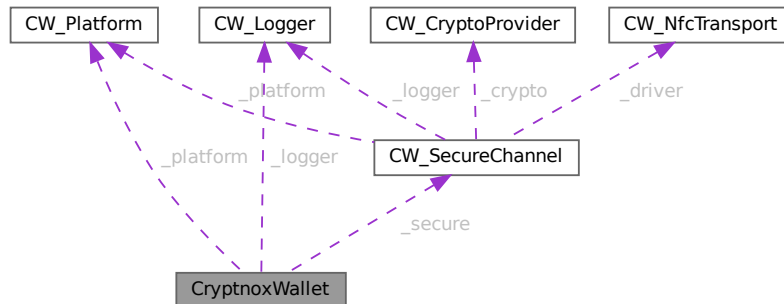 CW_Platform
CW_Logger
CW_CryptoProvider
CW_NfcTransport
_platform
_logger
_crypto
_driver
_platform
_logger
CW_SecureChannel
_secure
CryptnoxWallet